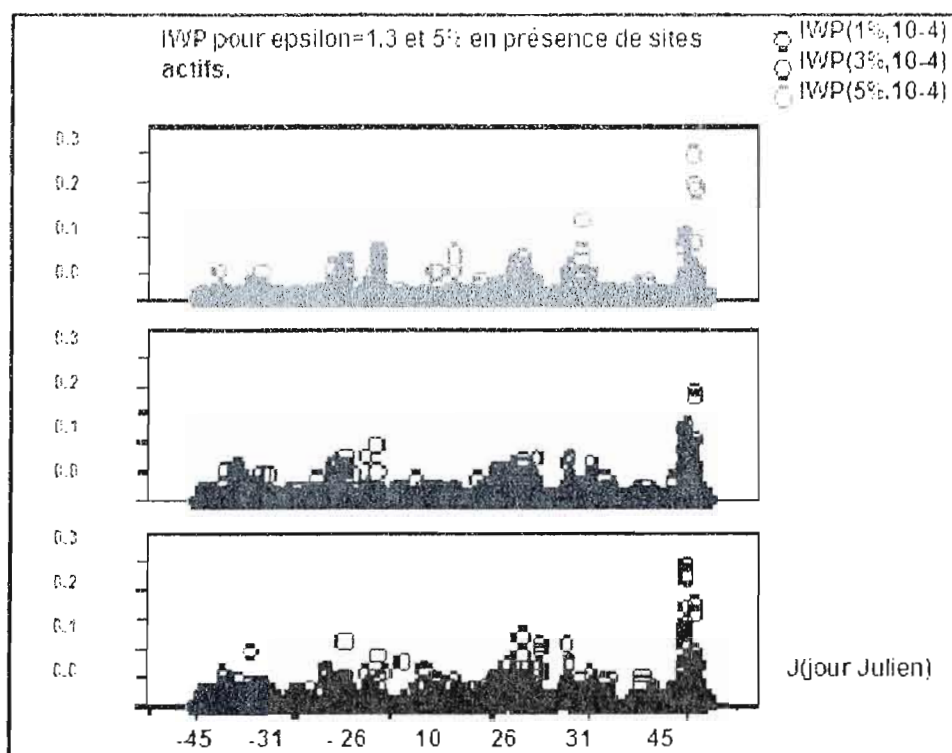 IWP pour epsilon=1,3 et 5% en présence de sites
actifs.
IWP(1%,10-4)
IWP(3%,10-4)
IWP(5%,10-4)
0.3
0.2
0.1
0.0
0.3
0.2
0.1
0.0
0.3
0.2
0.1
0.0
J(jour Julien)
-45 -31 - 26 10 26 31 45